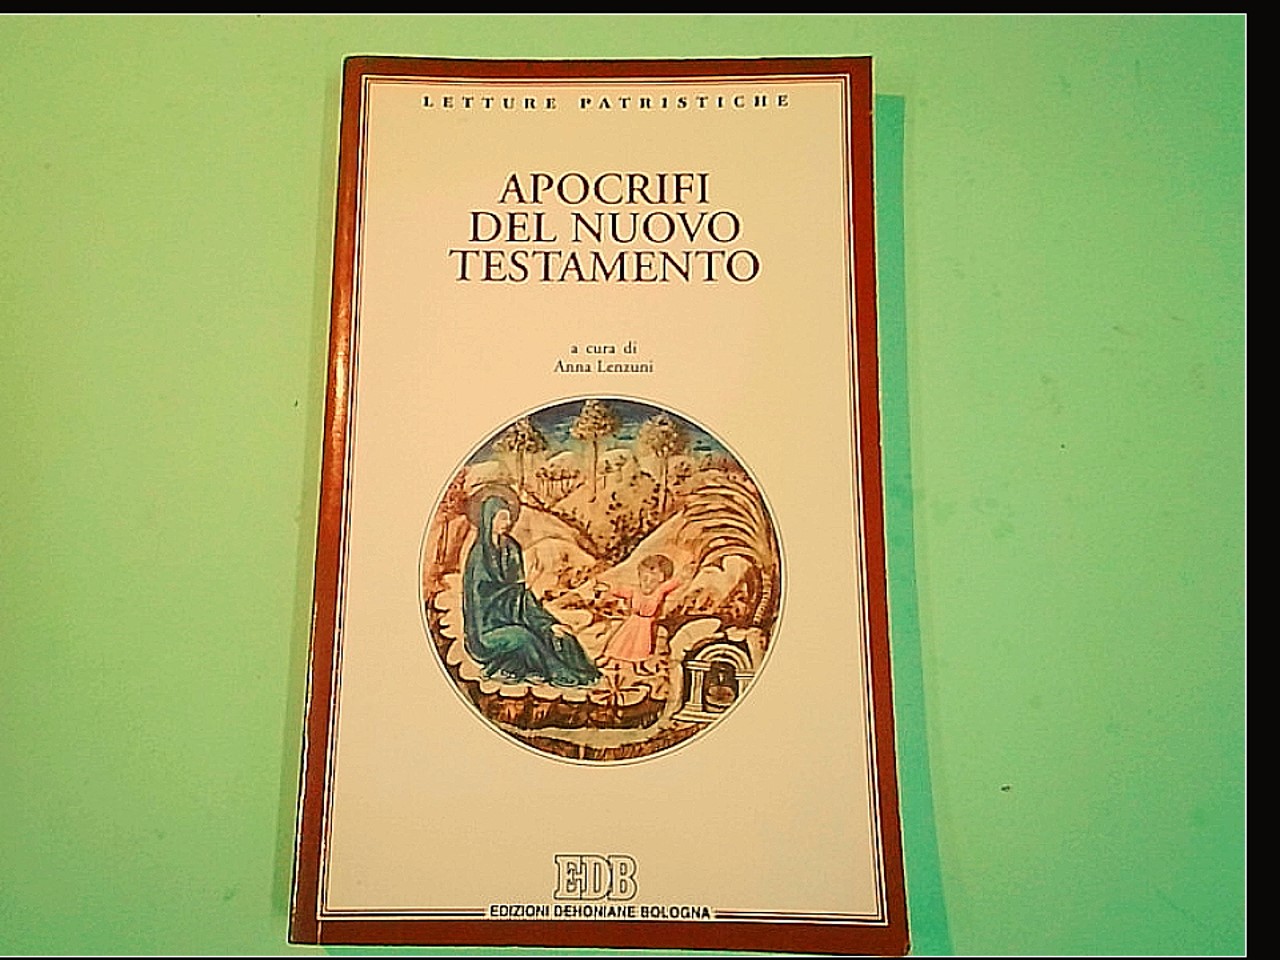 LETTURE PATRISTICHE
APOCRIFI
DEL NUOVO
TESTAMENTO
a cura di
Anna Lenzuni
EDB
EDIZIONI DEHONIANE BOLOGNA